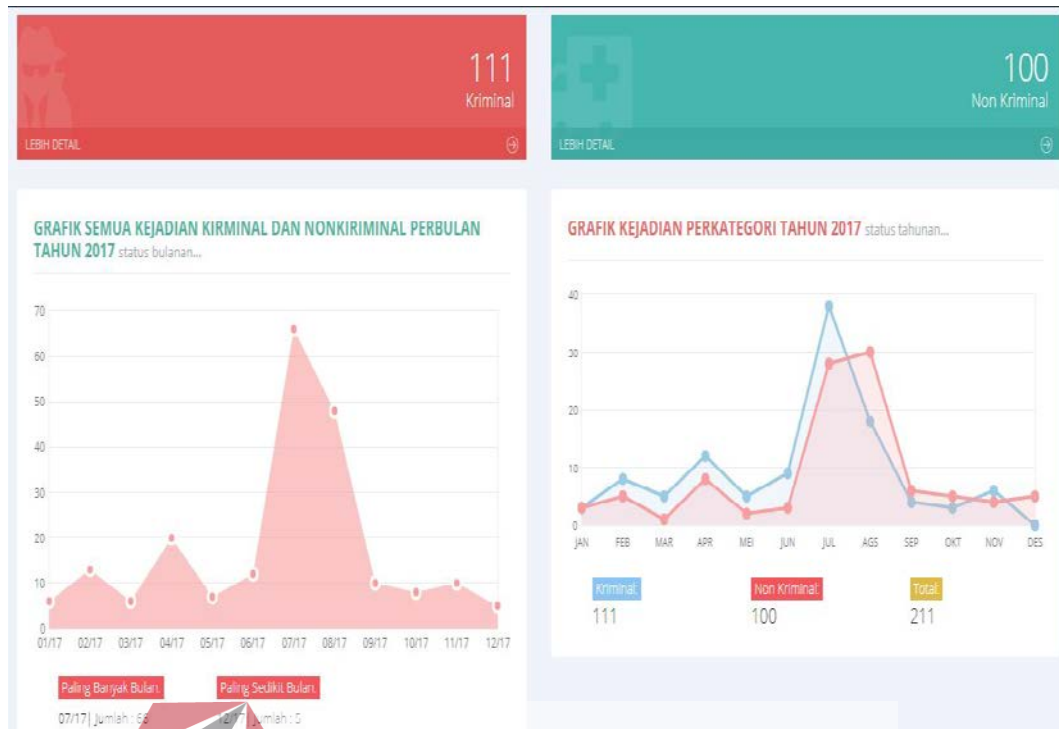 111
Kriminal
LEBIH DETAIL
100
Non Kriminal
LEBIH DETAIL
GRAFIK SEMUA KEJADIAN KIRMINAL DAN NONKIRIMINAL PERBULAN
TAHUN 2017 status bulanan...
70
60
50
40
30
20
10
0
01/17 02/17 03/17 04/17 05/17 06/17 07/17 08/17 09/17 10/17 11/17 12/17
Paling Banyak Bulan: Paling Sedikit Bulan:
07/17| Jumlah : 66 12/17| Jumlah : 5
GRAFIK KEJADIAN PERKATEGORI TAHUN 2017 status tahunan...
40
30
20
10
0
JAN FEB MAR APR MEI JUN JUL AGS SEP OKT NOV DES
Kriminal: Non Kriminal: Total:
111 100 211